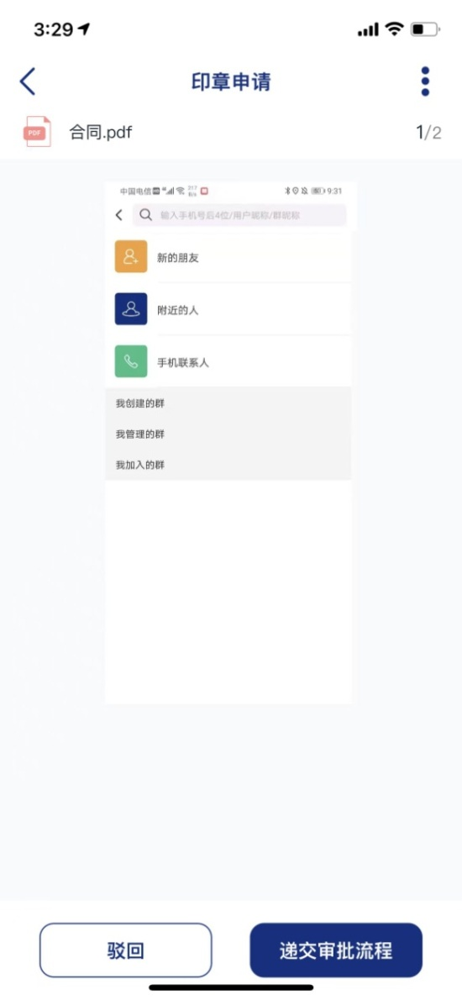 3:29
印章申请
PDF
合同.pdf
1/2
中国电信
217
B/s
9:31
输入手机号后4位/用户昵称/群昵称
新的朋友
附近的人
手机联系人
我创建的群
我管理的群
我加入的群
驳回
递交审批流程